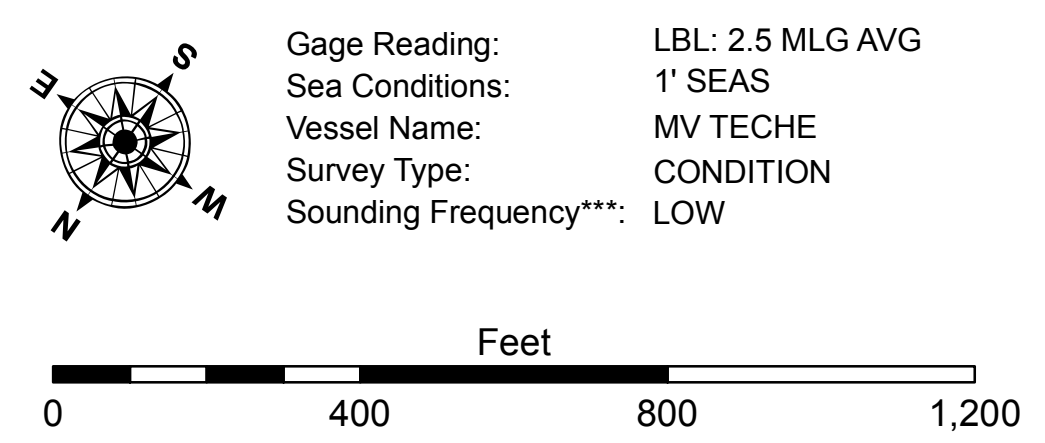 S
E
W
N
Gage Reading: LBL: 2.5 MLG AVG
Sea Conditions: 1' SEAS
Vessel Name: MV TECHE
Survey Type: CONDITION
Sounding Frequency***: LOW
Feet
0 400 800 1,200